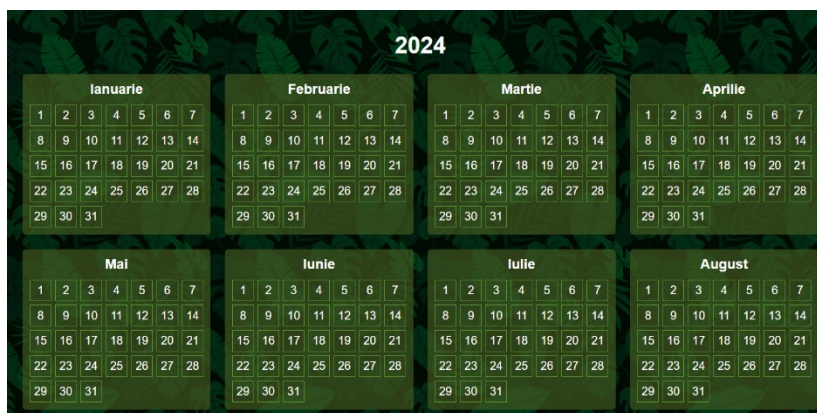 2024
Ianuarie
1 2 3 4 5 6 7
8 9 10 11 12 13 14
15 16 17 18 19 20 21
22 23 24 25 26 27 28
29 30 31
Februarie
1 2 3 4 5 6 7
8 9 10 11 12 13 14
15 16 17 18 19 20 21
22 23 24 25 26 27 28
29 30 31
Martie
1 2 3 4 5 6 7
8 9 10 11 12 13 14
15 16 17 18 19 20 21
22 23 24 25 26 27 28
29 30 31
Aprilie
1 2 3 4 5 6 7
8 9 10 11 12 13 14
15 16 17 18 19 20 21
22 23 24 25 26 27 28
29 30 31
Mai
1 2 3 4 5 6 7
8 9 10 11 12 13 14
15 16 17 18 19 20 21
22 23 24 25 26 27 28
29 30 31
Iunie
1 2 3 4 5 6 7
8 9 10 11 12 13 14
15 16 17 18 19 20 21
22 23 24 25 26 27 28
29 30 31
Iulie
1 2 3 4 5 6 7
8 9 10 11 12 13 14
15 16 17 18 19 20 21
22 23 24 25 26 27 28
29 30 31
August
1 2 3 4 5 6 7
8 9 10 11 12 13 14
15 16 17 18 19 20 21
22 23 24 25 26 27 28
29 30 31